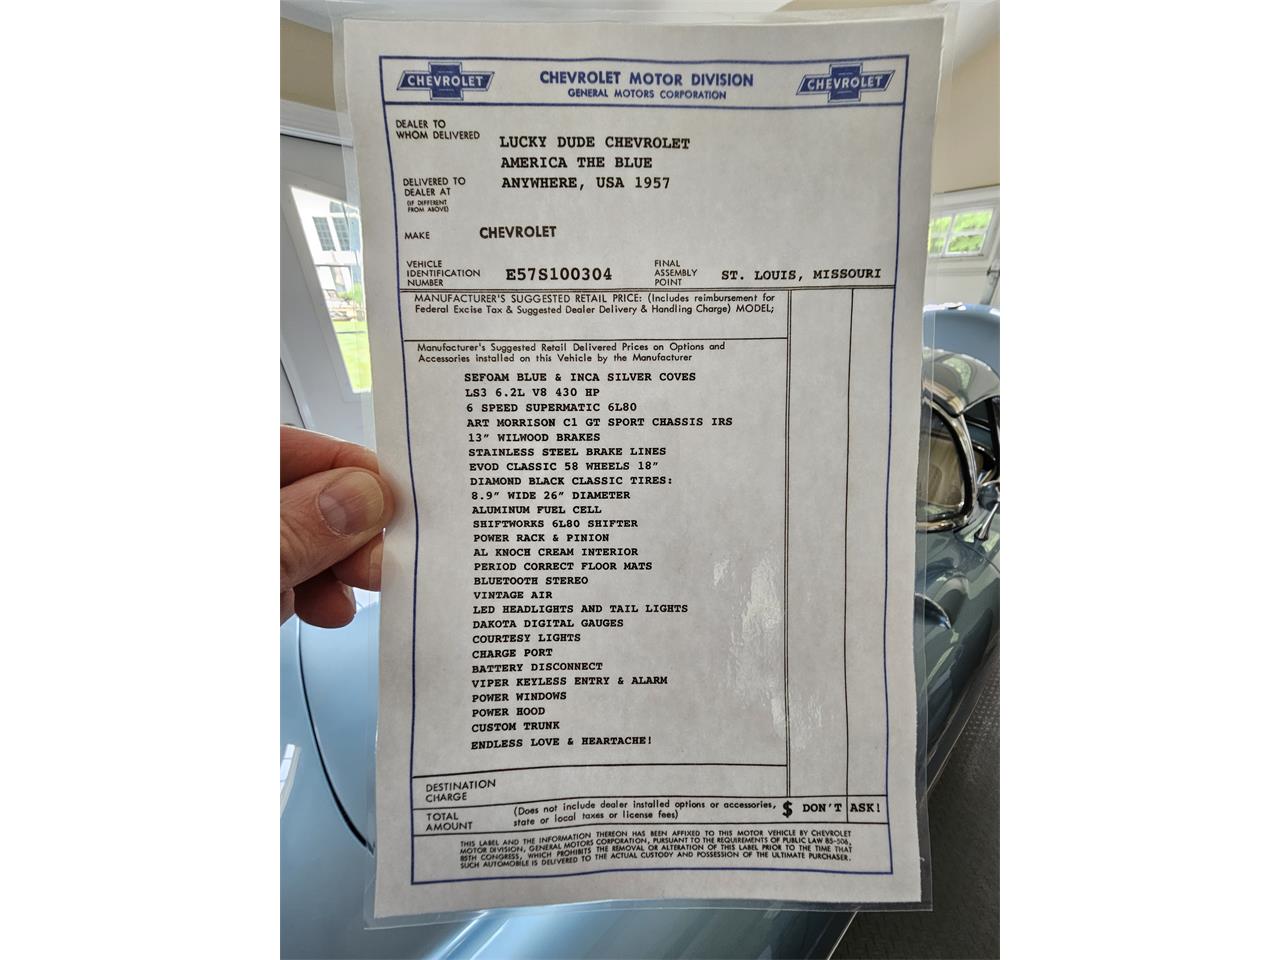 CHEVROLET
CHEVROLET MOTOR DIVISION
GENERAL MOTORS CORPORATION
CHEVROLET
DEALER TO
WHOM DELIVERED
LUCKY DUDE CHEVROLET
AMERICA THE BLUE
ANYWHERE, USA 1957
DELIVERED TO
DEALER AT
(IF DIFFERENT
FROM ABOVE)
MAKE
CHEVROLET
VEHICLE
IDENTIFICATION
NUMBER
E57S100304
FINAL
ASSEMBLY
POINT
ST. LOUIS, MISSOURI
MANUFACTURER'S SUGGESTED RETAIL PRICE: (Includes reimbursement for
Federal Excise Tax & Suggested Dealer Delivery & Handling Charge) MODEL;
Manufacturer's Suggested Retail Delivered Prices on Options and
Accessories installed on this Vehicle by the Manufacturer
SEFOAM BLUE & INCA SILVER COVES
LS3 6.2L V8 430 HP
6 SPEED SUPERMATIC 6L80
ART MORRISON C1 GT SPORT CHASSIS IRS
13" WILWOOD BRAKES
STAINLESS STEEL BRAKE LINES
EVOD CLASSIC 58 WHEELS 18"
DIAMOND BLACK CLASSIC TIRES:
8.9" WIDE 26" DIAMETER
ALUMINUM FUEL CELL
SHIFTWORKS 6L80 SHIFTER
POWER RACK & PINION
AL KNOCH CREAM INTERIOR
PERIOD CORRECT FLOOR MATS
BLUETOOTH STEREO
VINTAGE AIR
LED HEADLIGHTS AND TAIL LIGHTS
DAKOTA DIGITAL GAUGES
COURTESY LIGHTS
CHARGE PORT
BATTERY DISCONNECT
VIPER KEYLESS ENTRY & ALARM
POWER WINDOWS
POWER HOOD
CUSTOM TRUNK
ENDLESS LOVE & HEARTACHE!
DESTINATION
CHARGE
TOTAL
AMOUNT
(Does not include dealer installed options or accessories,
state or local taxes or license fees)
$ DON'T ASK!
THIS LABEL AND THE INFORMATION THEREON HAS BEEN AFFIXED TO THIS MOTOR VEHICLE BY CHEVROLET
MOTOR DIVISION, GENERAL MOTORS CORPORATION, PURSUANT TO THE REQUIREMENTS OF PUBLIC LAW 85-506,
85TH CONGRESS, WHICH PROHIBITS THE REMOVAL OR ALTERATION OF THIS LABEL PRIOR TO THE TIME THAT
SUCH AUTOMOBILE IS DELIVERED TO THE ACTUAL CUSTODY AND POSSESSION OF THE ULTIMATE PURCHASER.